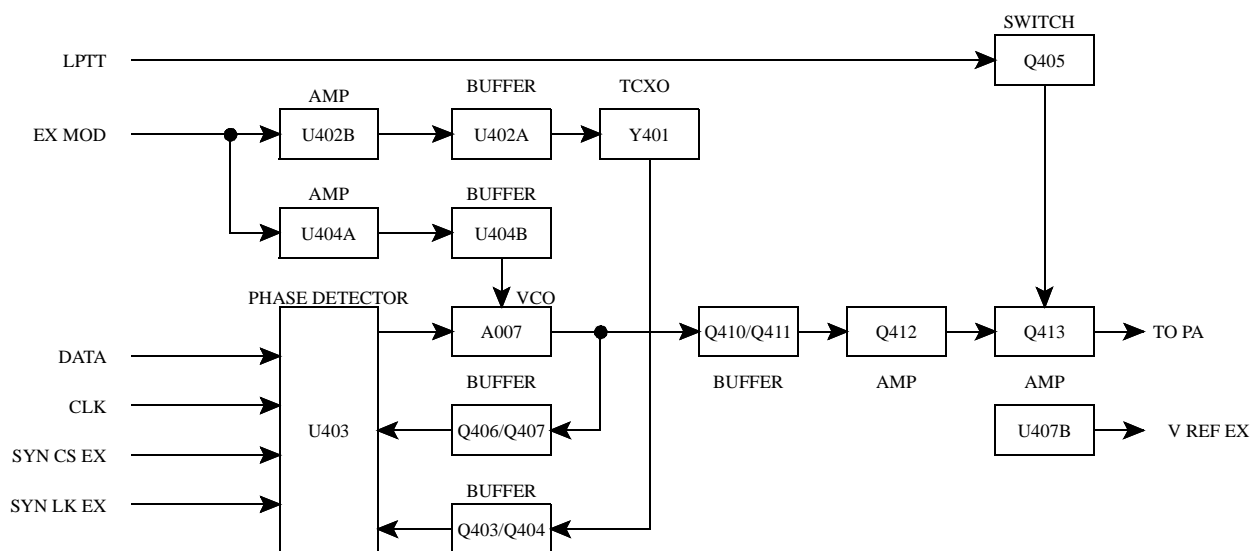 SWITCH
LPTT
Q405
AMP
BUFFER
TCXO
EX MOD
U402B
U402A
Y401
AMP
BUFFER
U404A
U404B
PHASE DETECTOR
VCO
A007
Q410/Q411
Q412
Q413
TO PA
DATA
BUFFER
BUFFER
AMP
AMP
CLK
U403
Q406/Q407
U407B
V REF EX
SYN CS EX
BUFFER
SYN LK EX
Q403/Q404